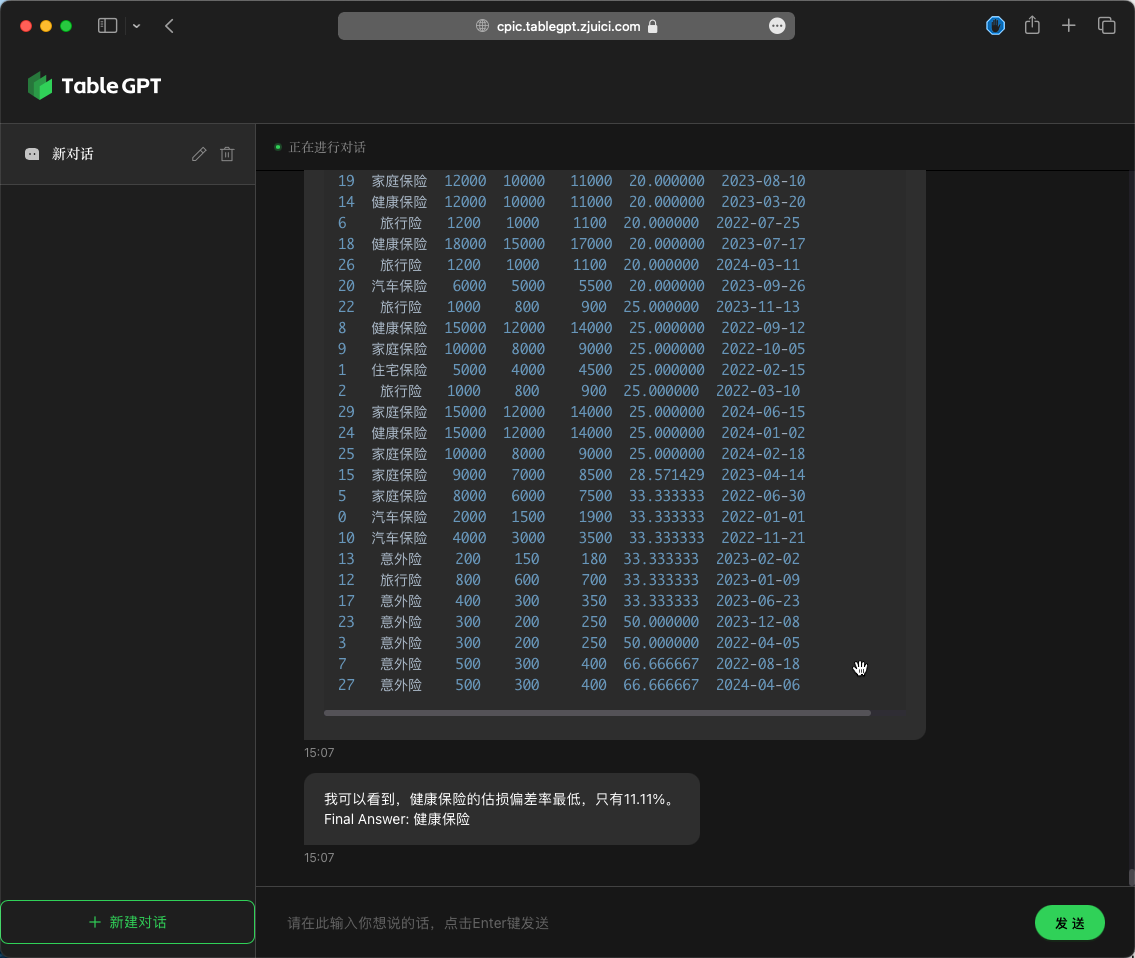 cpic.tablegpt.zjuici.com
TableGPT
新对话
正在进行对话
19 家庭保险 12000 10000 11000 20.000000 2023-08-10
14 健康保险 12000 10000 11000 20.000000 2023-03-20
6 旅行险 1200 1000 1100 20.000000 2022-07-25
18 健康保险 18000 15000 17000 20.000000 2023-07-17
26 旅行险 1200 1000 1100 20.000000 2024-03-11
20 汽车保险 6000 5000 5500 20.000000 2023-09-26
22 旅行险 1000 800 900 25.000000 2023-11-13
8 健康保险 15000 12000 14000 25.000000 2022-09-12
9 家庭保险 10000 8000 9000 25.000000 2022-10-05
1 住宅保险 5000 4000 4500 25.000000 2022-02-15
2 旅行险 1000 800 900 25.000000 2022-03-10
29 家庭保险 15000 12000 14000 25.000000 2024-06-15
24 健康保险 15000 12000 14000 25.000000 2024-01-02
25 家庭保险 10000 8000 9000 25.000000 2024-02-18
15 家庭保险 9000 7000 8500 28.571429 2023-04-14
5 家庭保险 8000 6000 7500 33.333333 2022-06-30
0 汽车保险 2000 1500 1900 33.333333 2022-01-01
10 汽车保险 4000 3000 3500 33.333333 2022-11-21
13 意外险 200 150 180 33.333333 2023-02-02
12 旅行险 800 600 700 33.333333 2023-01-09
17 意外险 400 300 350 33.333333 2023-06-23
23 意外险 300 200 250 50.000000 2023-12-08
3 意外险 300 200 250 50.000000 2022-04-05
7 意外险 500 300 400 66.666667 2022-08-18
27 意外险 500 300 400 66.666667 2024-04-06
15:07
我可以看到，健康保险的估损偏差率最低，只有11.11%。
Final Answer: 健康保险
15:07
新建对话
请在此输入你想说的话，点击Enter键发送
发 送